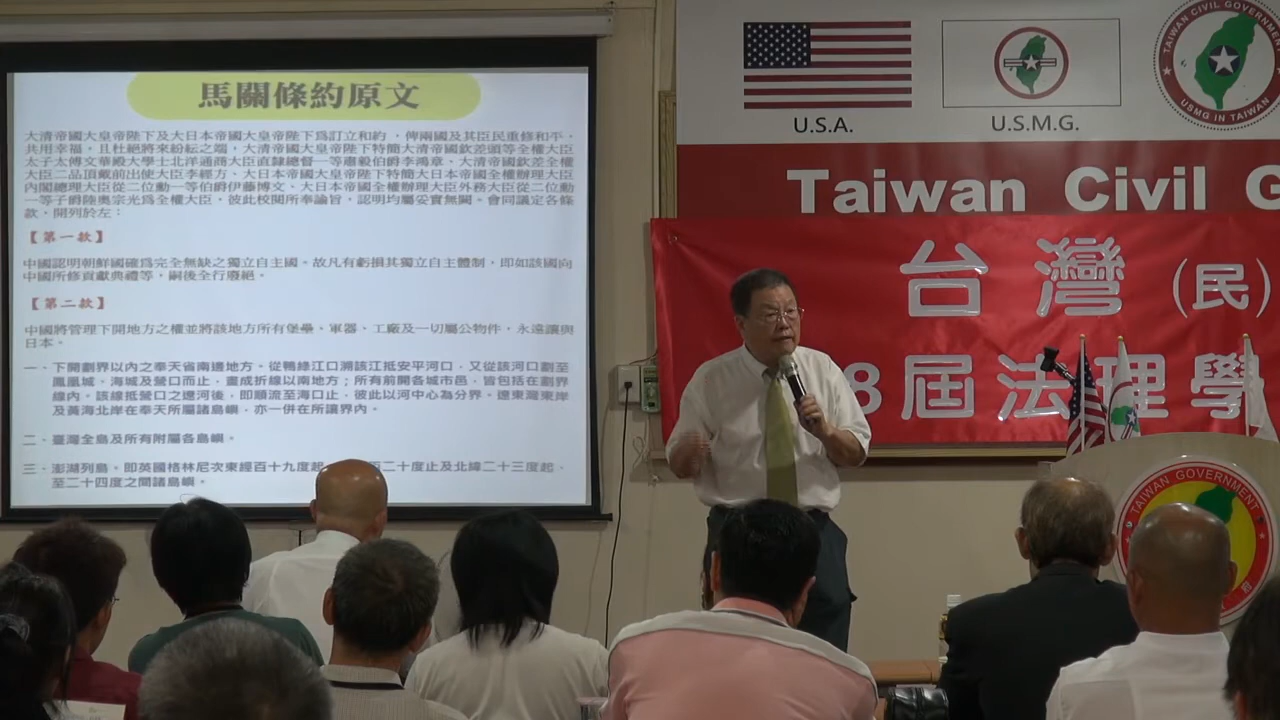 馬關條約原文
大清帝國大皇帝陛下及大日本帝國大皇帝陛下為訂立和約,俾兩國及其臣民重修和平,
共用幸福,且杜絕將來紛紜之端,大清帝國大皇帝陛下特簡大清帝國欽差頭等全權大臣
太子太傅文華殿大學士北洋通商大臣直隸總督一等肅毅伯爵李鴻章、大清帝國欽差全權
大臣二品頂戴前出使大臣李經方、大日本帝國大皇帝陛下特簡大日本帝國全權辦理大臣
內閣總理大臣從二位勳一等伯爵伊藤博文、大日本帝國全權辦理大臣外務大臣從二位勳
一等子爵陸奧宗光為全權大臣,彼此校閱所奉諭旨,認明均屬妥實無闕。會同議定各條
款,開列於左:
【第一款】
中國認明朝鮮國確為完全無缺之獨立自主國。故凡有虧損其獨立自主體制,即如該國向
中國所修貢獻典禮等,嗣後全行廢絕。
【第二款】
中國將管理下開地方之權並將該地方所有堡壘、軍器、工廠及一切屬公物件,永遠讓與
日本。
一、下開劃界以內之奉天省南邊地方。從鴨綠江口溯該江抵安平河口,又從該河口劃至
鳳凰城、海城及營口而止,畫成折線以南地方;所有前開各城市邑,皆包括在劃界
線內。該線抵營口之遼河後,即順流至海口止,彼此以河中心為分界。遼東灣東岸
及黃海北岸在奉天所屬諸島嶼,亦一併在所讓界內。
二、臺灣全島及所有附屬各島嶼。
三、澎湖列島。即英國格林尼次東經百十九度起 二十度止及北緯二十三度起,
至二十四度之間諸島嶼。
U.S.A.
U.S.M.G.
TAIWAN CIVIL GOVERNMENT
USMG IN TAIWAN
Taiwan Civil G
台灣(民
8屆法理學
TAIWAN GOVERNMENT